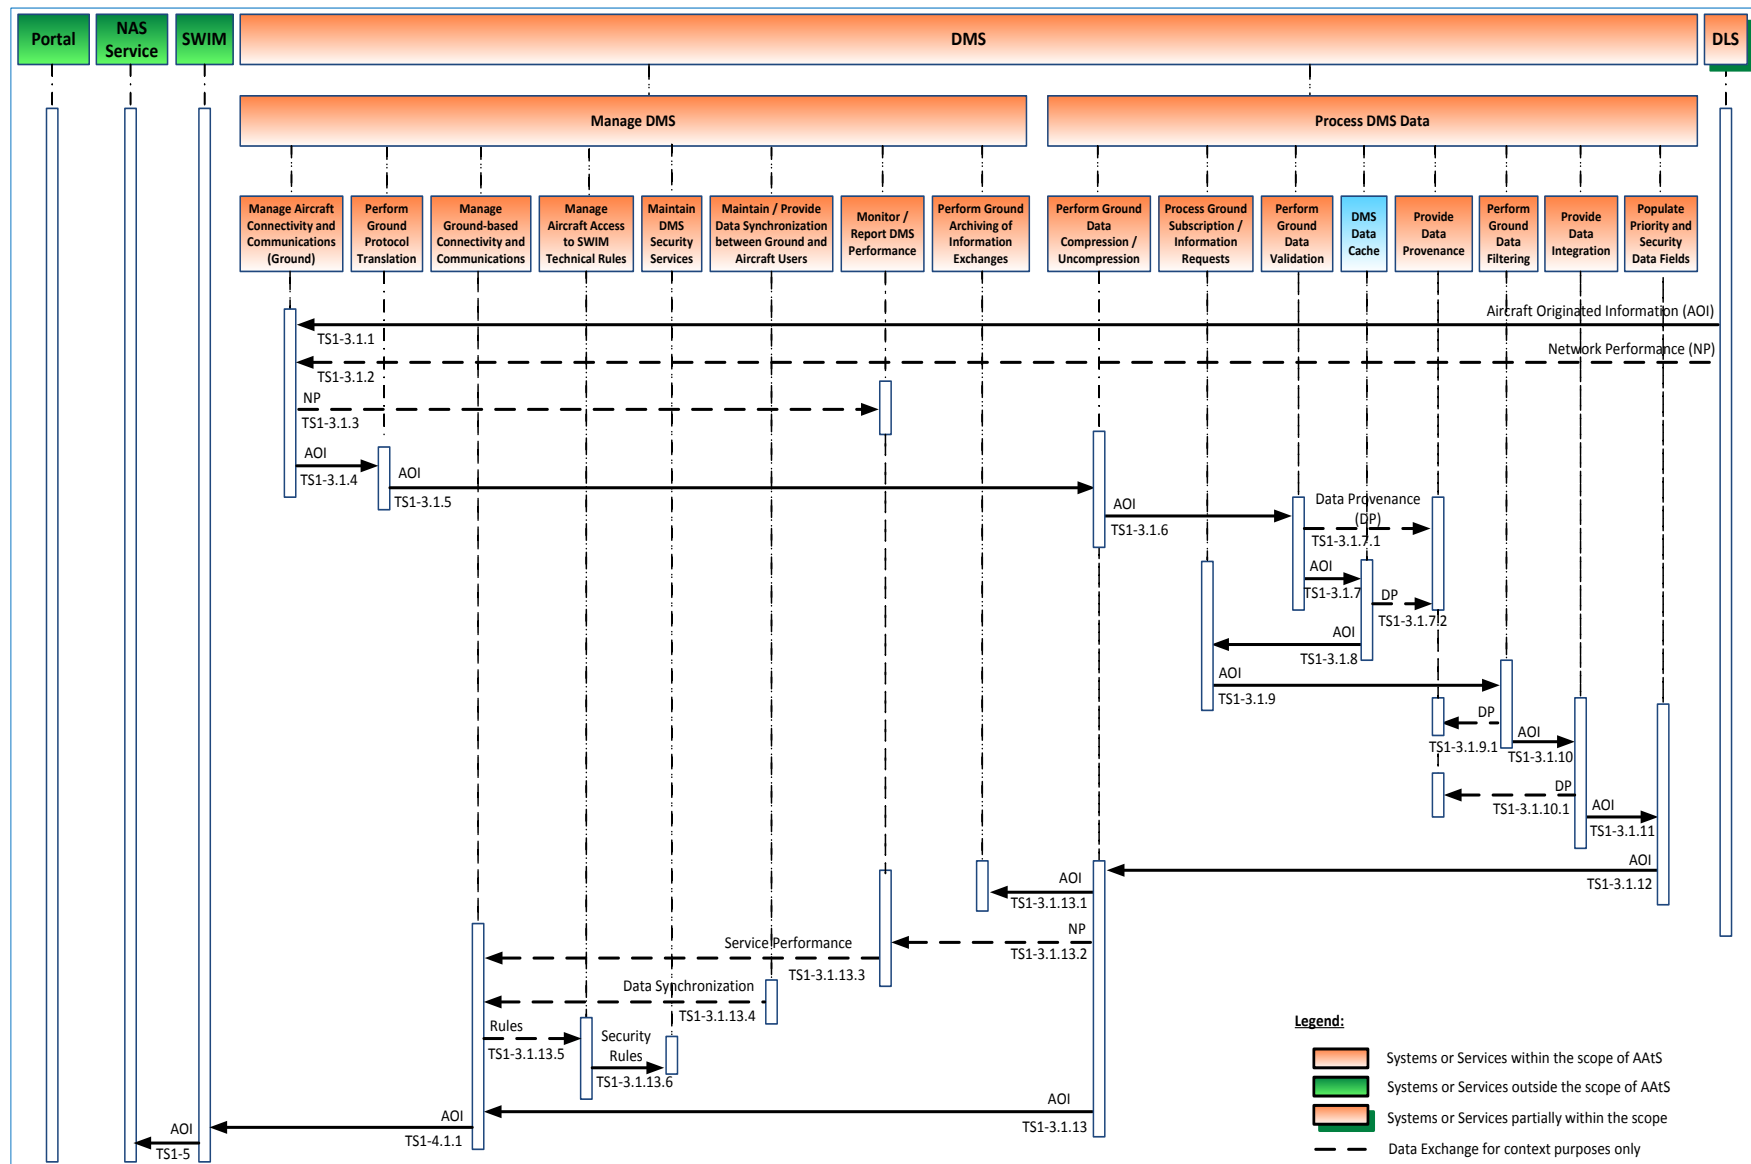 Portal
NAS
Service
SWIM
DMS
DLS
Manage DMS
Process DMS Data
Manage Aircraft
Connectivity and
Communications
(Ground)
Perform
Ground
Protocol
Translation
Manage
Ground-based
Connectivity and
Communications
Manage
Aircraft Access
to SWIM
Technical Rules
Maintain
DMS
Security
Services
Maintain / Provide
Data Synchronization
between Ground and
Aircraft Users
Monitor /
Report DMS
Performance
Perform Ground
Archiving of
Information
Exchanges
Perform Ground
Data
Compression /
Uncompression
Process Ground
Subscription /
Information
Requests
Perform
Ground
Data
Validation
DMS
Data
Cache
Provide
Data
Provenance
Perform
Ground Data
Filtering
Provide
Data
Integration
Populate
Priority and
Security
Data Fields
Aircraft Originated Information (AOI)
TS1-3.1.1
Network Performance (NP)
TS1-3.1.2
NP
TS1-3.1.3
AOI
TS1-3.1.4
AOI
TS1-3.1.5
AOI
TS1-3.1.6
Data Provenance
(DP)
TS1-3.1.7.1
AOI
TS1-3.1.7
DP
TS1-3.1.7.2
AOI
TS1-3.1.8
AOI
TS1-3.1.9
DP
TS1-3.1.9.1
AOI
TS1-3.1.10
DP
TS1-3.1.10.1
AOI
TS1-3.1.11
AOI
TS1-3.1.12
AOI
TS1-3.1.13.1
NP
TS1-3.1.13.2
Service Performance
TS1-3.1.13.3
Data Synchronization
TS1-3.1.13.4
Rules
TS1-3.1.13.5
Security
Rules
TS1-3.1.13.6
AOI
TS1-3.1.13
AOI
TS1-4.1.1
AOI
TS1-5
Legend:
Systems or Services within the scope of AAtS
Systems or Services outside the scope of AAtS
Systems or Services partially within the scope
Data Exchange for context purposes only